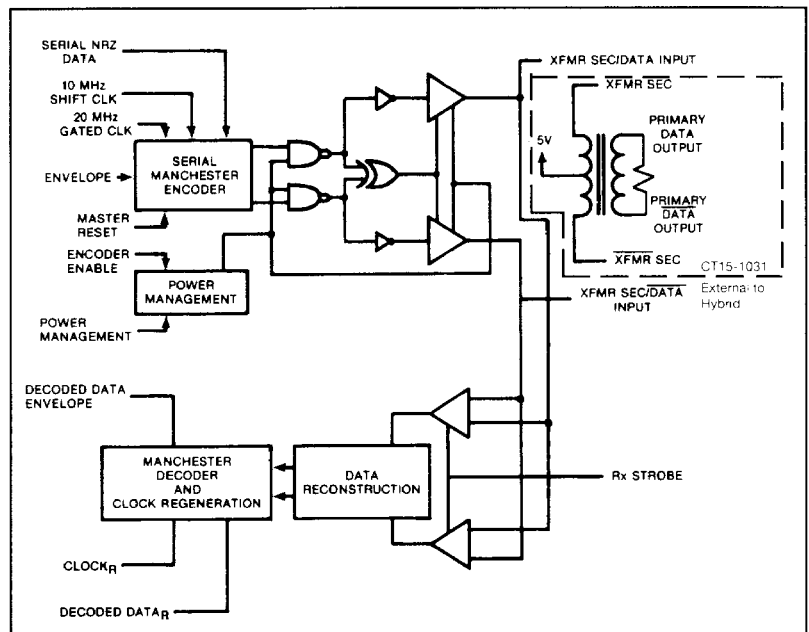 SERIAL NRZ
DATA
10 MHz
SHIFT CLK
20 MHz
GATED CLK
ENVELOPE
SERIAL
MANCHESTER
ENCODER
MASTER
RESET
ENCODER
ENABLE
POWER
MANAGEMENT
POWER
MANAGEMENT
XFMR SEC/DATA INPUT
XFMR SEC
5V
PRIMARY
DATA
OUTPUT
PRIMARY
DATA
OUTPUT
XFMR SEC
CT15-1031
External to
Hybrid
XFMR SEC/DATA
INPUT
DECODED DATA
ENVELOPE
MANCHESTER
DECODER
AND
CLOCK REGENERATION
DATA
RECONSTRUCTION
Rx STROBE
CLOCKR
DECODED DATAR